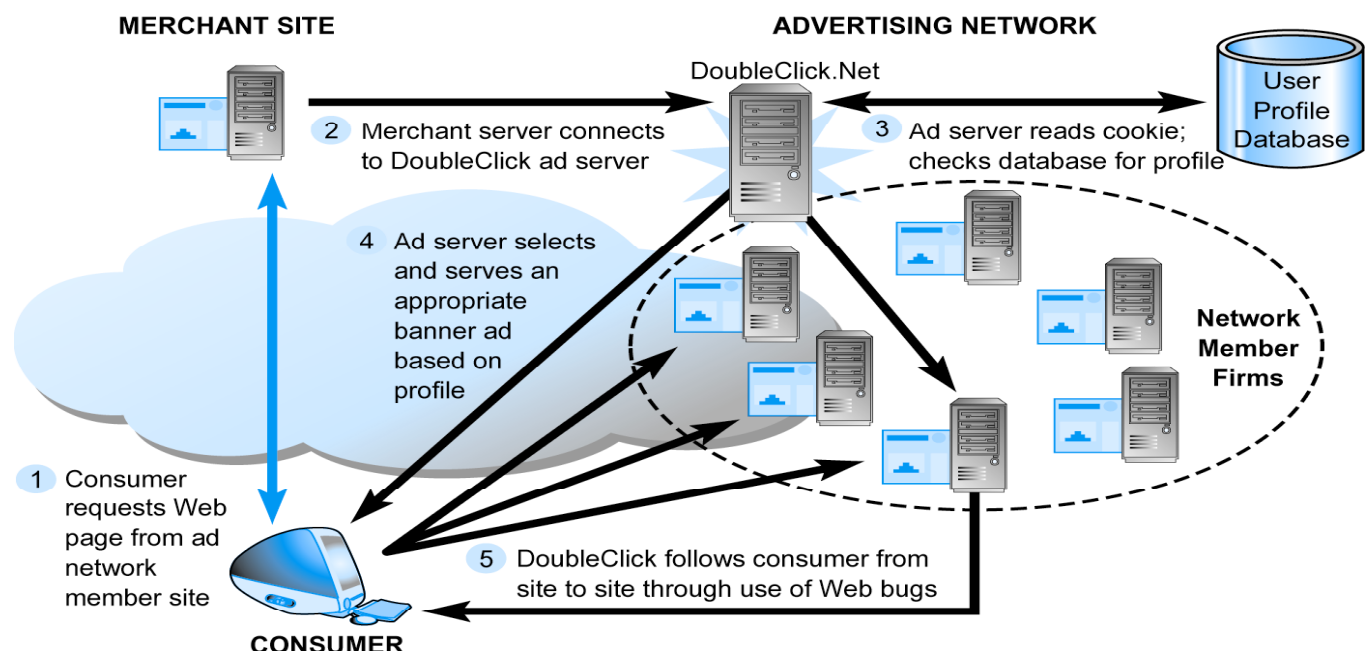 MERCHANT SITE
ADVERTISING NETWORK
DoubleClick.Net
User
Profile
Database
2 Merchant server connects
to DoubleClick ad server
3 Ad server reads cookie;
checks database for profile
4 Ad server selects
and serves an
appropriate
banner ad
based on
profile
Network
Member
Firms
1 Consumer
requests Web
page from ad
network
member site
5 DoubleClick follows consumer from
site to site through use of Web bugs
CONSUMER